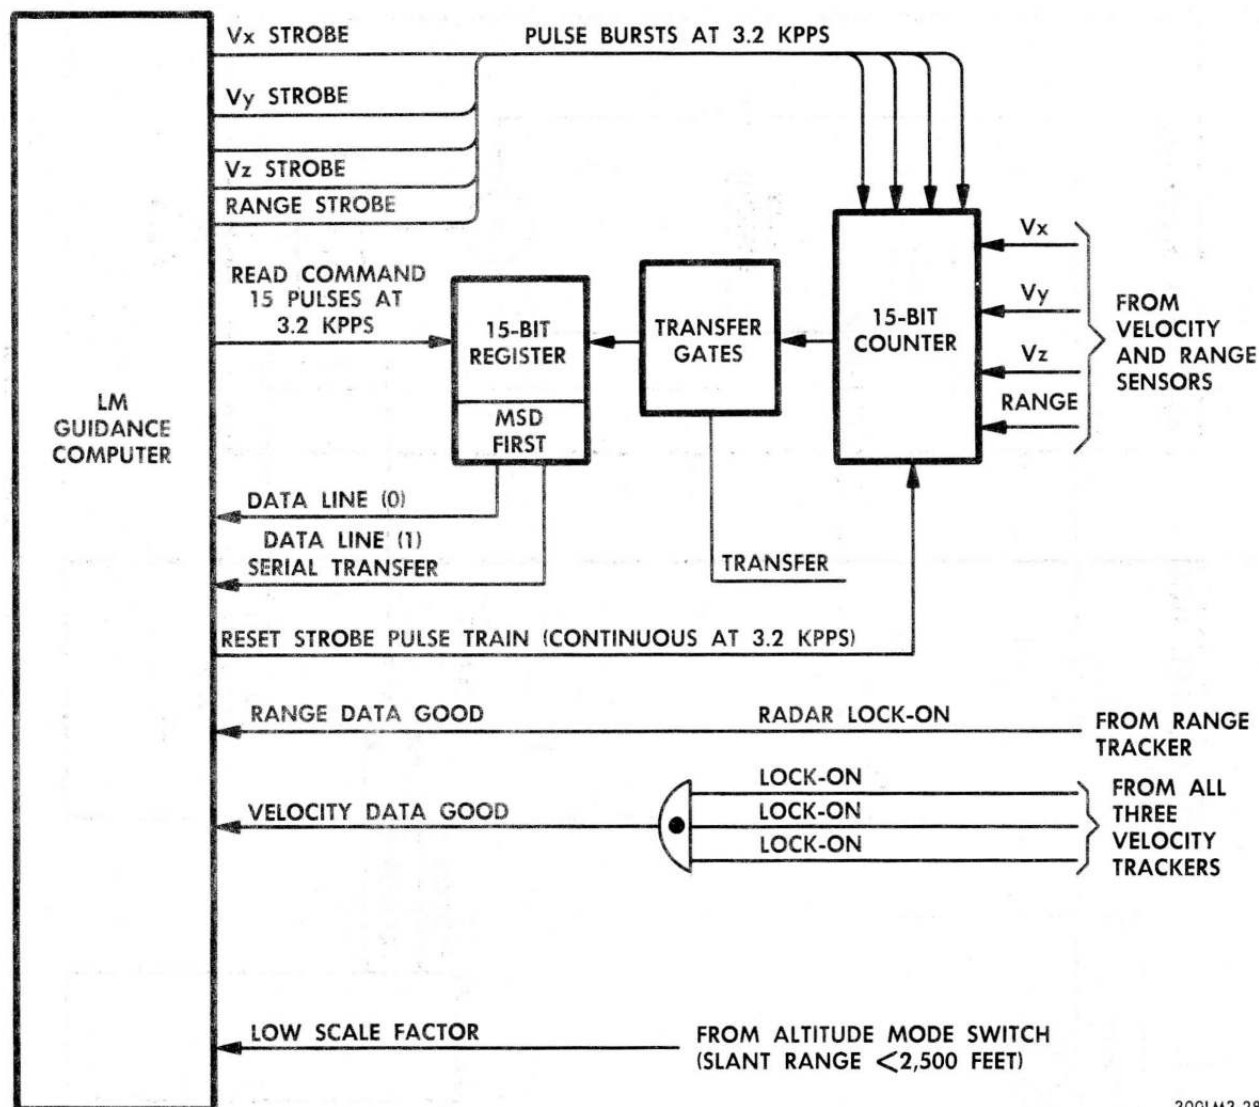 Vx STROBE
PULSE BURSTS AT 3.2 KPPS
Vy STROBE
Vz STROBE
RANGE STROBE
READ COMMAND
15 PULSES AT
3.2 KPPS
15-BIT
REGISTER
MSD
FIRST
TRANSFER
GATES
15-BIT
COUNTER
Vx
Vy
Vz
RANGE
FROM
VELOCITY
AND RANGE
SENSORS
LM
GUIDANCE
COMPUTER
DATA LINE (0)
DATA LINE (1)
SERIAL TRANSFER
TRANSFER
RESET STROBE PULSE TRAIN (CONTINUOUS AT 3.2 KPPS)
RANGE DATA GOOD
RADAR LOCK-ON
FROM RANGE
TRACKER
VELOCITY DATA GOOD
LOCK-ON
LOCK-ON
LOCK-ON
FROM ALL
THREE
VELOCITY
TRACKERS
LOW SCALE FACTOR
FROM ALTITUDE MODE SWITCH
(SLANT RANGE <2,500 FEET)